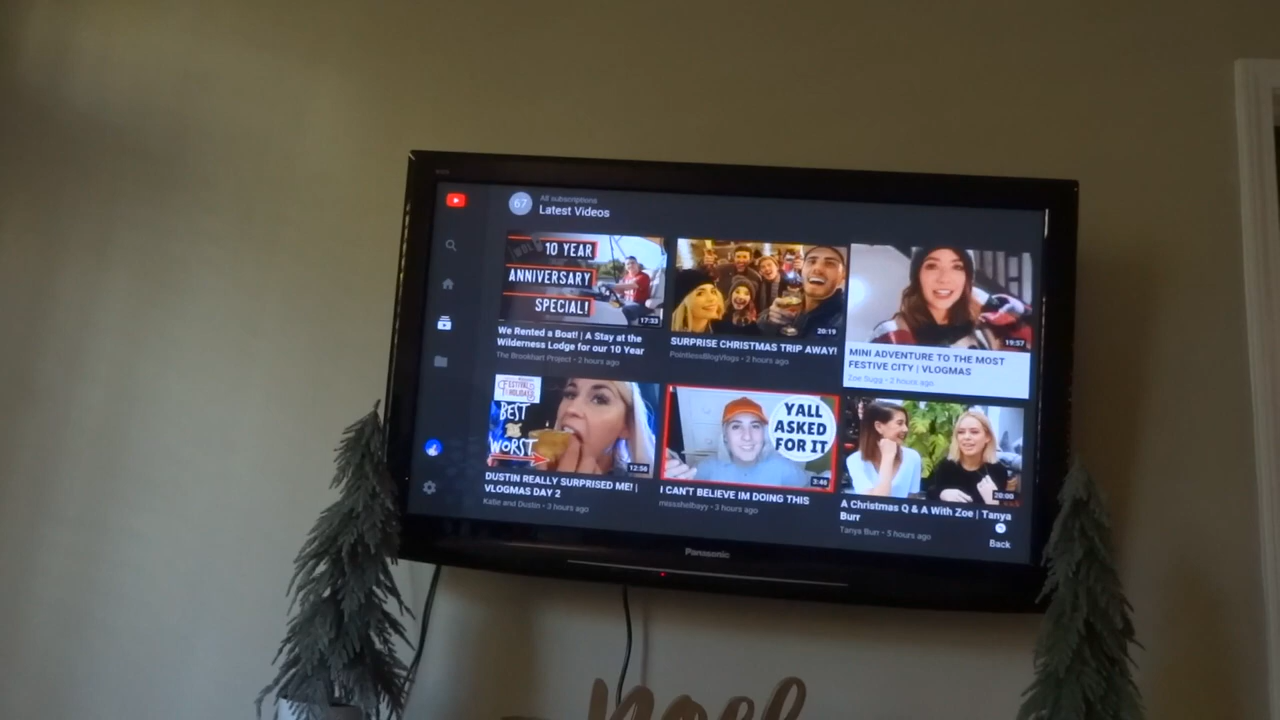 67
All subscriptions
Latest Videos
10 YEAR
ANNIVERSARY
SPECIAL!
17:33
We Rented a Boat! | A Stay at the
Wilderness Lodge for our 10 Year
The Brookhart Project • 2 hours ago
20:19
SURPRISE CHRISTMAS TRIP AWAY!
PointlessBlogVlogs • 2 hours ago
19:57
MINI ADVENTURE TO THE MOST
FESTIVE CITY | VLOGMAS
Zoe Sugg • 2 hours ago
FESTIVAL
HOLIDAYS
BEST
WORST
12:56
DUSTIN REALLY SURPRISED ME! |
VLOGMAS DAY 2
Katie and Dustin • 3 hours ago
YALL
ASKED
FOR IT
3:46
I CAN'T BELIEVE IM DOING THIS
missshelbayy • 3 hours ago
20:00
A Christmas Q & A With Zoe | Tanya
Burr
Tanya Burr • 5 hours ago
Back
Panasonic
noel